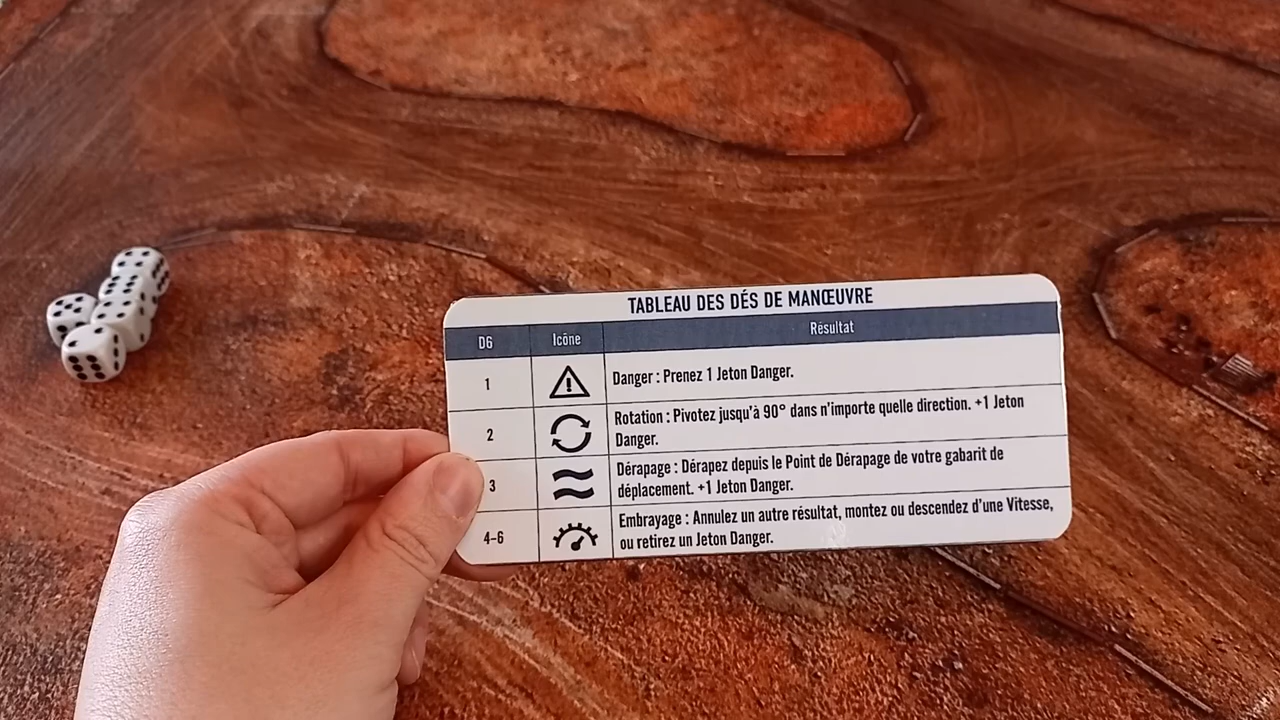 TABLEAU DES DÉS DE MANŒUVRE
D6 Icône Résultat
1 Danger : Prenez 1 Jeton Danger.
2 Rotation : Pivotez jusqu'à 90° dans n'importe quelle direction. +1 Jeton
Danger.
3 Dérapage : Dérapez depuis le Point de Dérapage de votre gabarit de
déplacement. +1 Jeton Danger.
4-6 Embrayage : Annulez un autre résultat, montez ou descendez d'une Vitesse,
ou retirez un Jeton Danger.